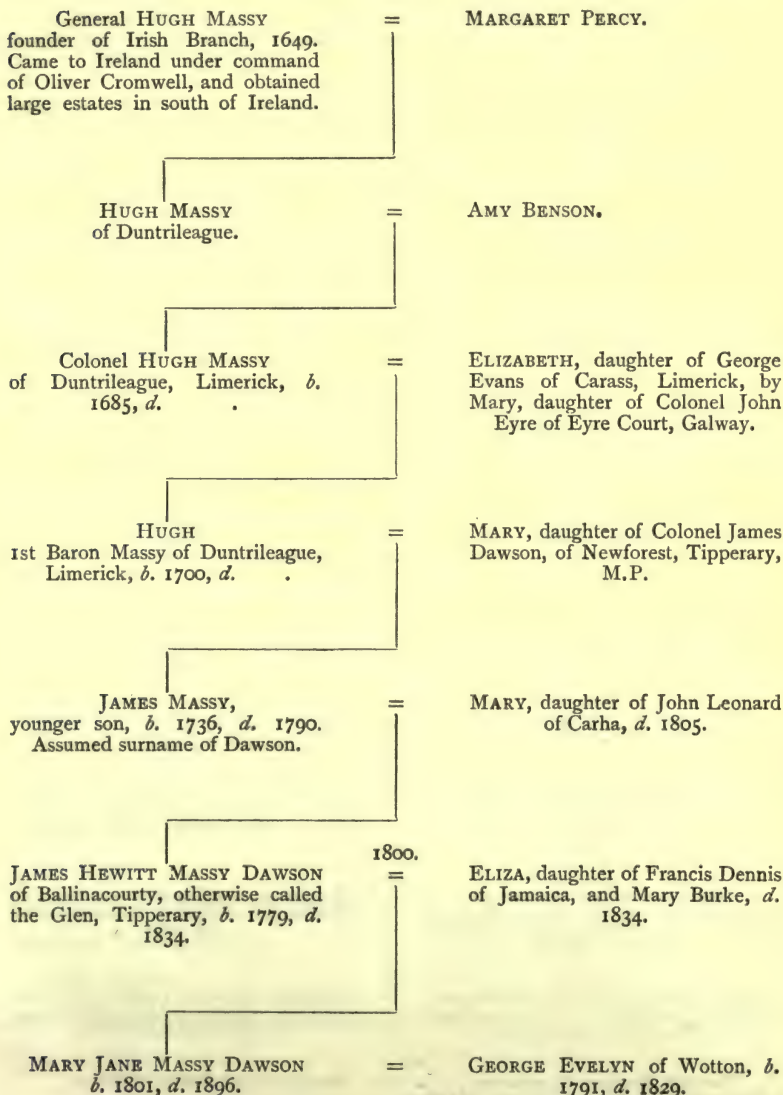 General HUGH MASSY
founder of Irish Branch, 1649.
Came to Ireland under command
of Oliver Cromwell, and obtained
large estates in south of Ireland.
=
MARGARET PERCY.
HUGH MASSY
of Duntrileague.
=
AMY BENSON.
Colonel HUGH MASSY
of Duntrileague, Limerick, b.
1685, d. .
=
ELIZABETH, daughter of George
Evans of Carass, Limerick, by
Mary, daughter of Colonel John
Eyre of Eyre Court, Galway.
HUGH
1st Baron Massy of Duntrileague,
Limerick, b. 1700, d. .
=
MARY, daughter of Colonel James
Dawson, of Newforest, Tipperary,
M.P.
JAMES MASSY,
younger son, b. 1736, d. 1790.
Assumed surname of Dawson.
=
MARY, daughter of John Leonard
of Carha, d. 1805.
JAMES HEWITT MASSY DAWSON
of Ballinacourty, otherwise called
the Glen, Tipperary, b. 1779, d.
1834.
1800.
=
ELIZA, daughter of Francis Dennis
of Jamaica, and Mary Burke, d.
1834.
MARY JANE MASSY DAWSON
b. 1801, d. 1896.
=
GEORGE EVELYN of Wotton, b.
1791, d. 1829.